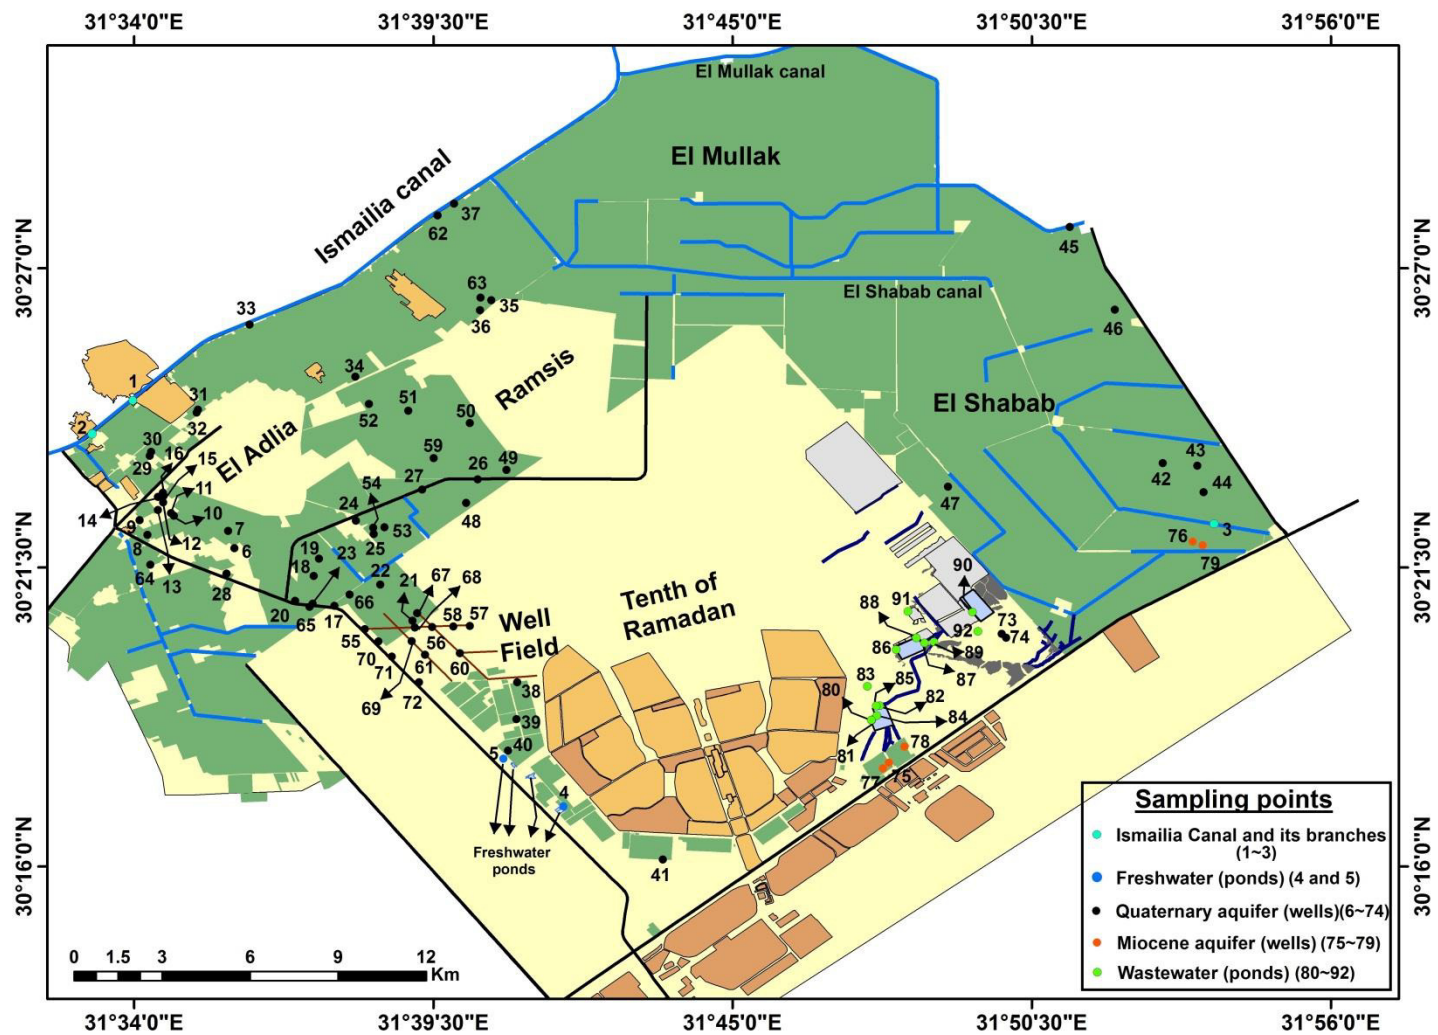 31°34'0"E
31°39'30"E
31°45'0"E
31°50'30"E
31°56'0"E
El Mullak canal
El Mullak
Ismailia canal
37
62
45
30°27'0"N
30°27'0"N
63
35
El Shabab canal
36
33
46
34
Ramsis
1
31
51
52
50
El Shabab
2
32
30
16
15
El Adlia
59
29
26
49
43
27
42
54
11
44
47
24
14
10
48
9
7
53
3
8
12
6
25
76
19
23
90
79
30°21'30"N
30°21'30"N
64
13
18
22
21
67
28
68
91
66
88
73
20
65
17
58
57
Well
Field
Tenth of
Ramadan
92
74
55
56
86
89
70
61
60
71
83
85
87
38
80
82
69
72
39
84
40
78
81
5
77
75
4
Freshwater
ponds
41
30°16'0"N
30°16'0"N
Sampling points
Ismailia Canal and its branches
(1~3)
Freshwater (ponds) (4 and 5)
Quaternary aquifer (wells)(6~74)
Miocene aquifer (wells) (75~79)
Wastewater (ponds) (80~92)
0 1.5 3 6 9 12
Km
31°34'0"E
31°39'30"E
31°45'0"E
31°50'30"E
31°56'0"E